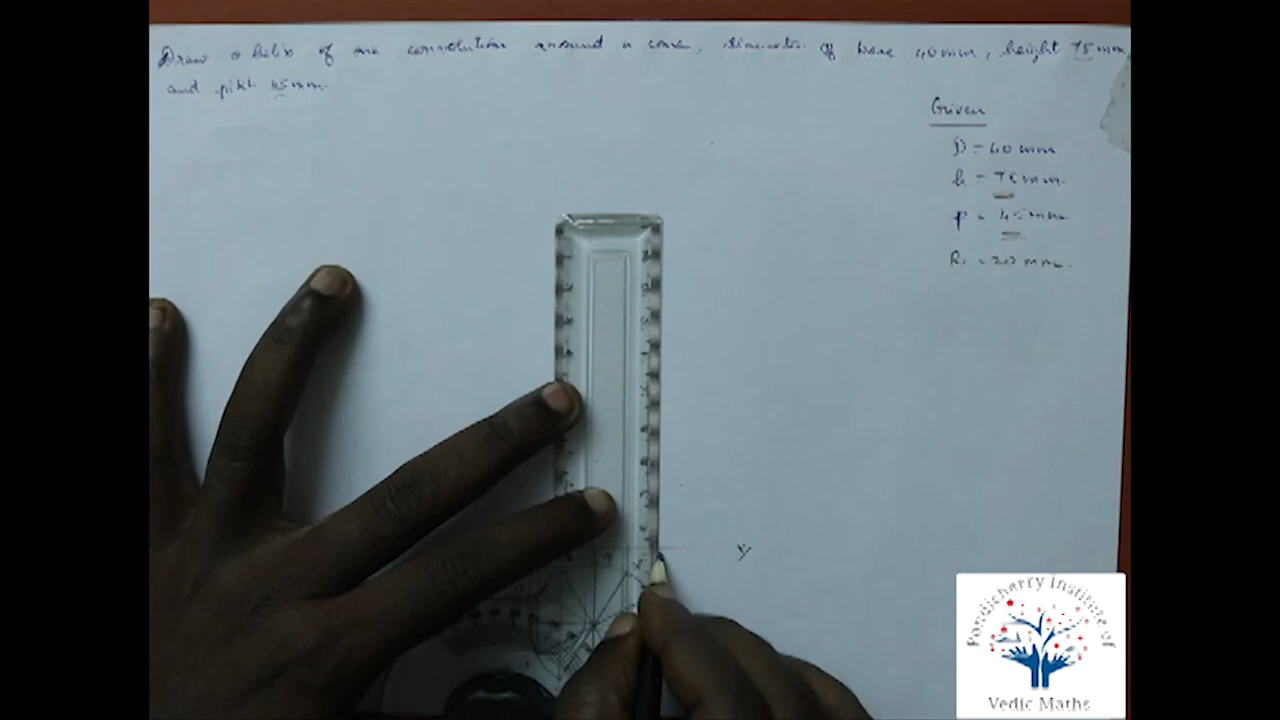 Draw a helix of one convolution around a cone, diameter of base 40mm, height 75mm,
and pitch 45mm.
Given
D = 40 mm
h = 75 mm.
p = 45 mm.
R = 20 mm.
Pondicherry Institute of
Vedic Maths